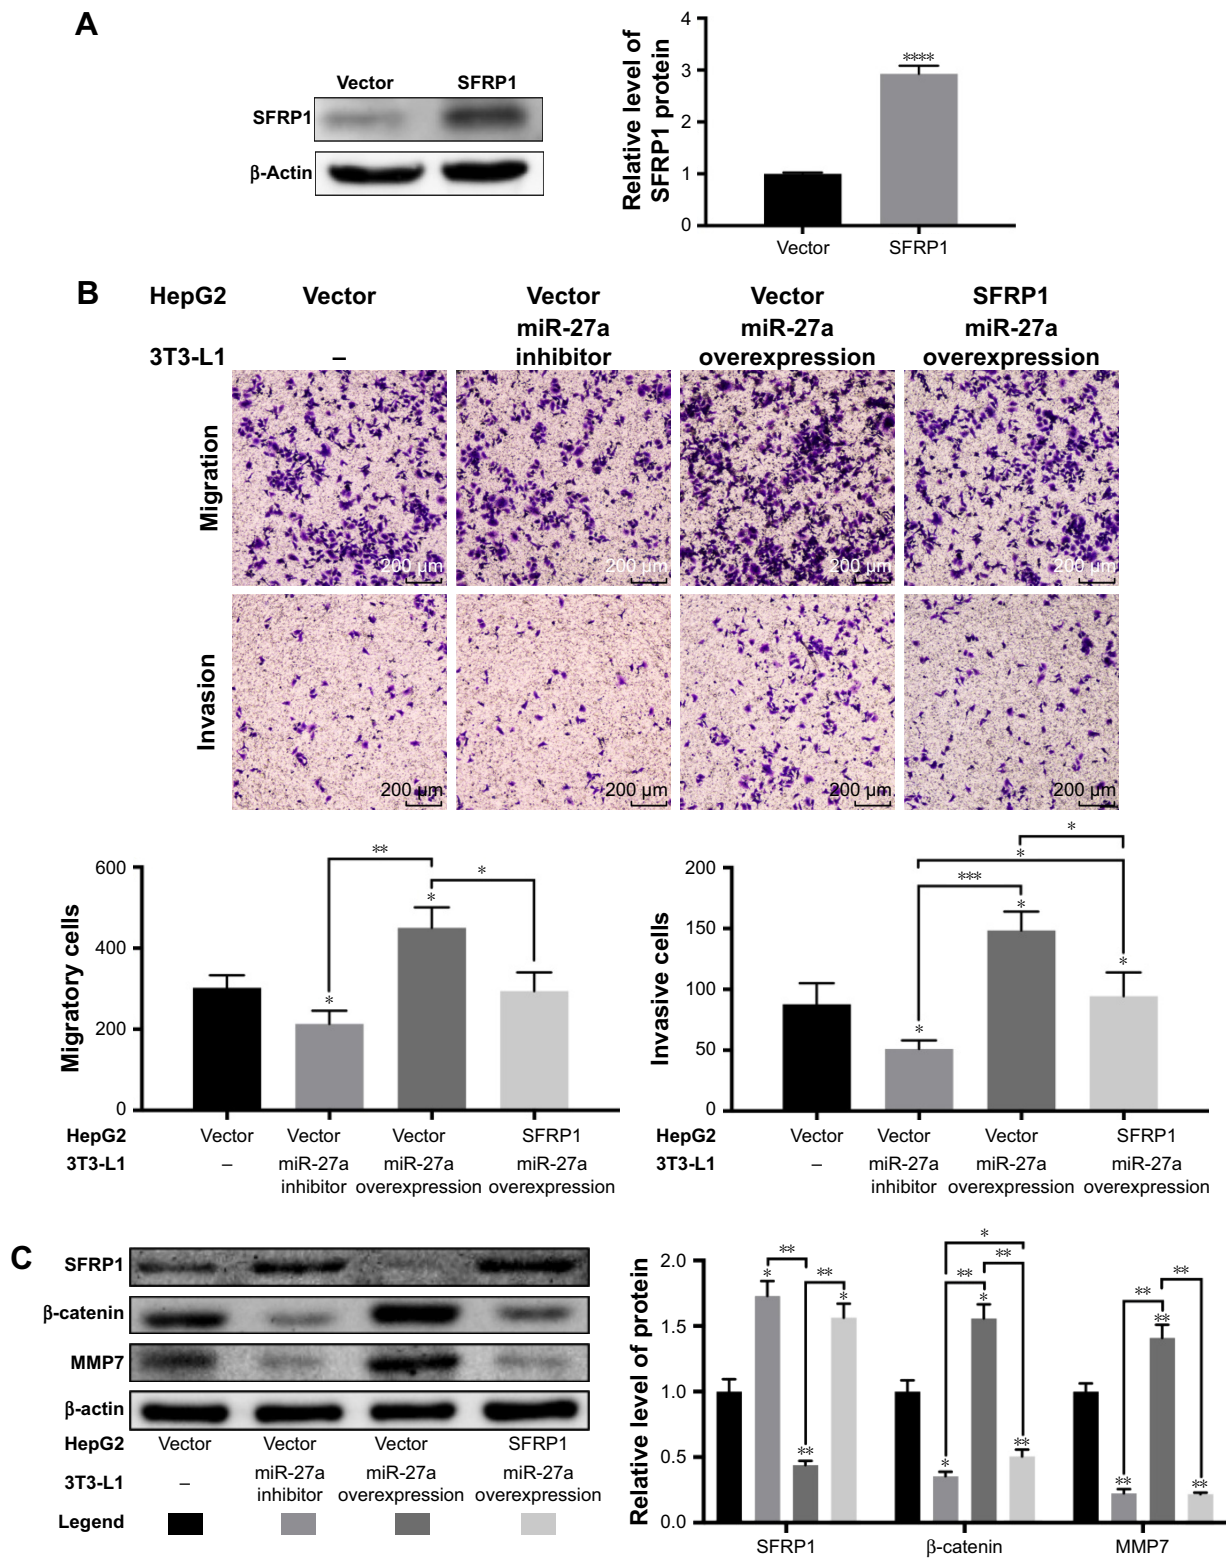 A
Vector SFRP1
SFRP1
β-Actin
Relative level of
SFRP1 protein
4
3
2
1
0
****
Vector SFRP1
B
HepG2 Vector Vector Vector SFRP1
miR-27a miR-27a miR-27a
3T3-L1 – inhibitor overexpression overexpression
Migration
200 µm 200 µm 200 µm 200 µm
Invasion
200 µm 200 µm 200 µm 200 µm
Migratory cells
600
400
200
0
**
*
*
*
HepG2 Vector Vector Vector SFRP1
3T3-L1 – miR-27a miR-27a miR-27a
inhibitor overexpression overexpression
Invasive cells
200
150
100
50
0
*
*
***
*
*
*
HepG2 Vector Vector Vector SFRP1
3T3-L1 – miR-27a miR-27a miR-27a
inhibitor overexpression overexpression
C
SFRP1
β-catenin
MMP7
β-actin
HepG2 Vector Vector Vector SFRP1
3T3-L1 – miR-27a miR-27a miR-27a
inhibitor overexpression overexpression
Legend
Relative level of protein
2.0
1.5
1.0
0.5
0.0
**
*
**
*
**
*
**
**
*
*
**
**
**
**
**
**
SFRP1 β-catenin MMP7